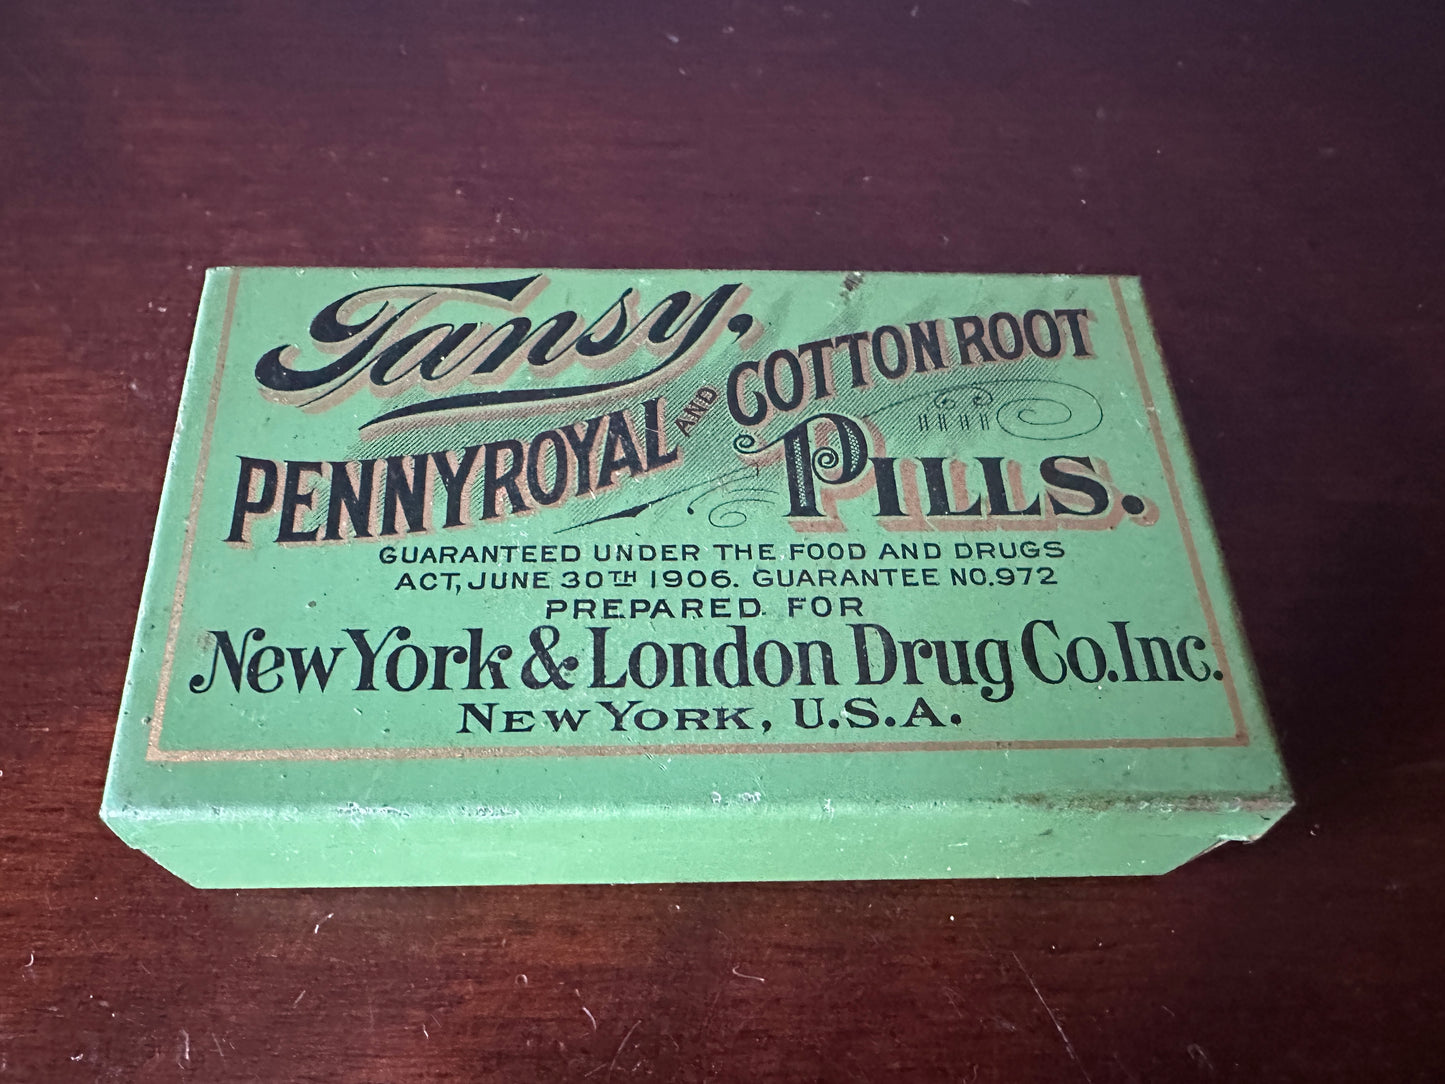 Tansy,
PENNYROYAL AND COTTON ROOT
PILLS.
GUARANTEED UNDER THE FOOD AND DRUGS
ACT, JUNE 30TH 1906. GUARANTEE NO.972
PREPARED FOR
New York & London Drug Co. Inc.
NEW YORK, U.S.A.